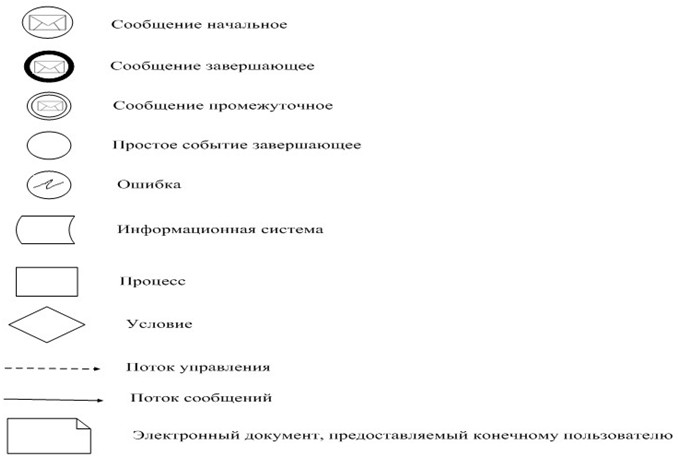 Сообщение начальное
Сообщение завершающее
Сообщение промежуточное
Простое событие завершающее
Ошибка
Информационная система
Процесс
Условие
Поток управления
Поток сообщений
Электронный документ, предоставляемый конечному пользователю